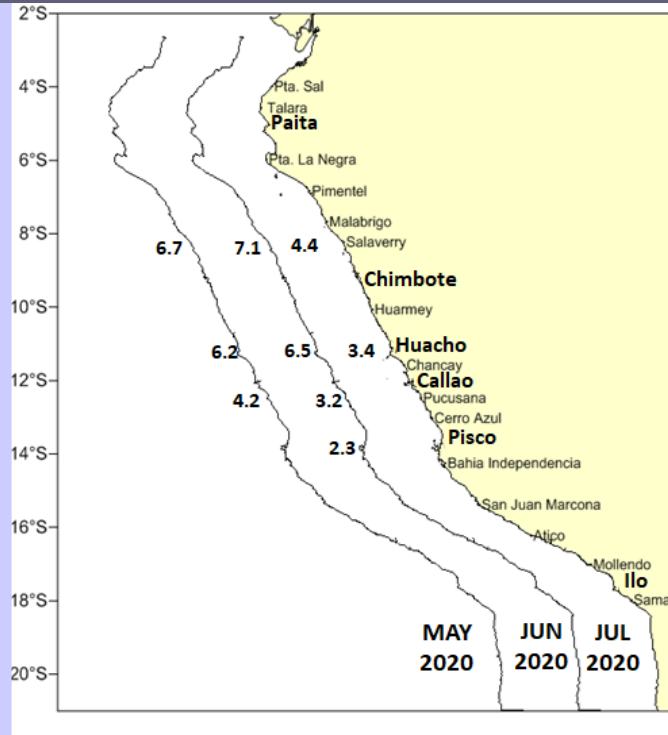 2°S
4°S
Pta. Sal
Talara
Paita
6°S
Pta. La Negra
Pimentel
Malabrigo
8°S
6.7 7.1 4.4 Salaverry
Chimbote
10°S
Huarmey
6.2 6.5 3.4 Huacho
Chancay
12°S
Callao
4.2 3.2 Pucusana
Cerro Azul
Pisco
14°S
2.3
Bahia Independencia
San Juan Marcona
16°S
Atico
Mollendo
Ilo
18°S
Sama
MAY JUN JUL
2020 2020 2020
20°S